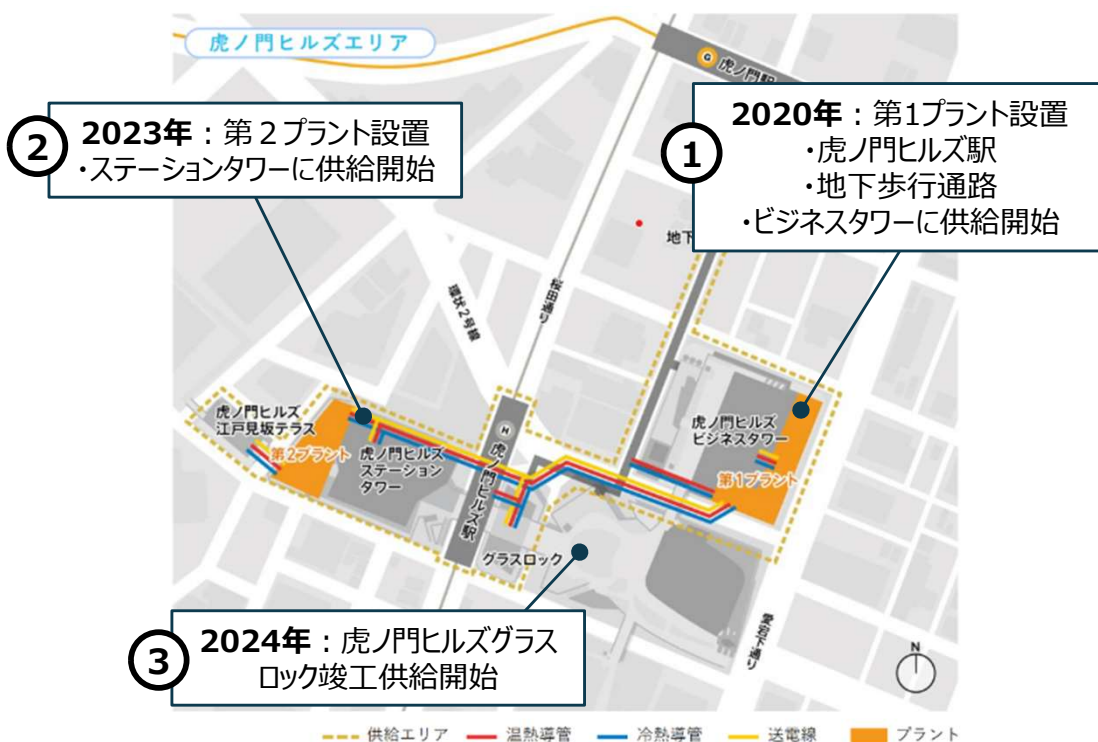 虎ノ門ヒルズエリア
G 虎ノ門駅
② 2023年：第２プラント設置
・ステーションタワーに供給開始
① 2020年：第1プラント設置
・虎ノ門ヒルズ駅
・地下歩行通路
・ビジネスタワーに供給開始
地下
桜田通り
環状２号線
虎ノ門ヒルズ
江戸見坂テラス
第2プラント
虎ノ門ヒルズ
ステーション
タワー
H 虎ノ門ヒルズ駅
虎ノ門ヒルズ
ビジネスタワー
第1プラント
グラスロック
愛宕下通り
③ 2024年：虎ノ門ヒルズグラス
ロック竣工供給開始
N
供給エリア 温熱導管 冷熱導管 送電線 プラント